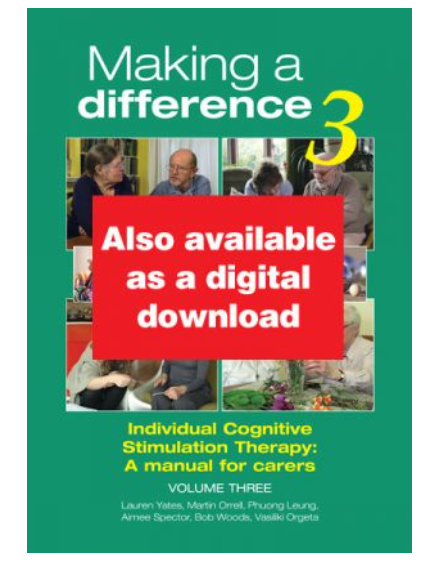 Making a
difference 3
Also available
as a digital
download
Individual Cognitive
Stimulation Therapy:
A manual for carers
VOLUME THREE
Lauren Yates, Martin Orrell, Phuong Leung,
Aimee Spector, Bob Woods, Vasiliki Orgeta